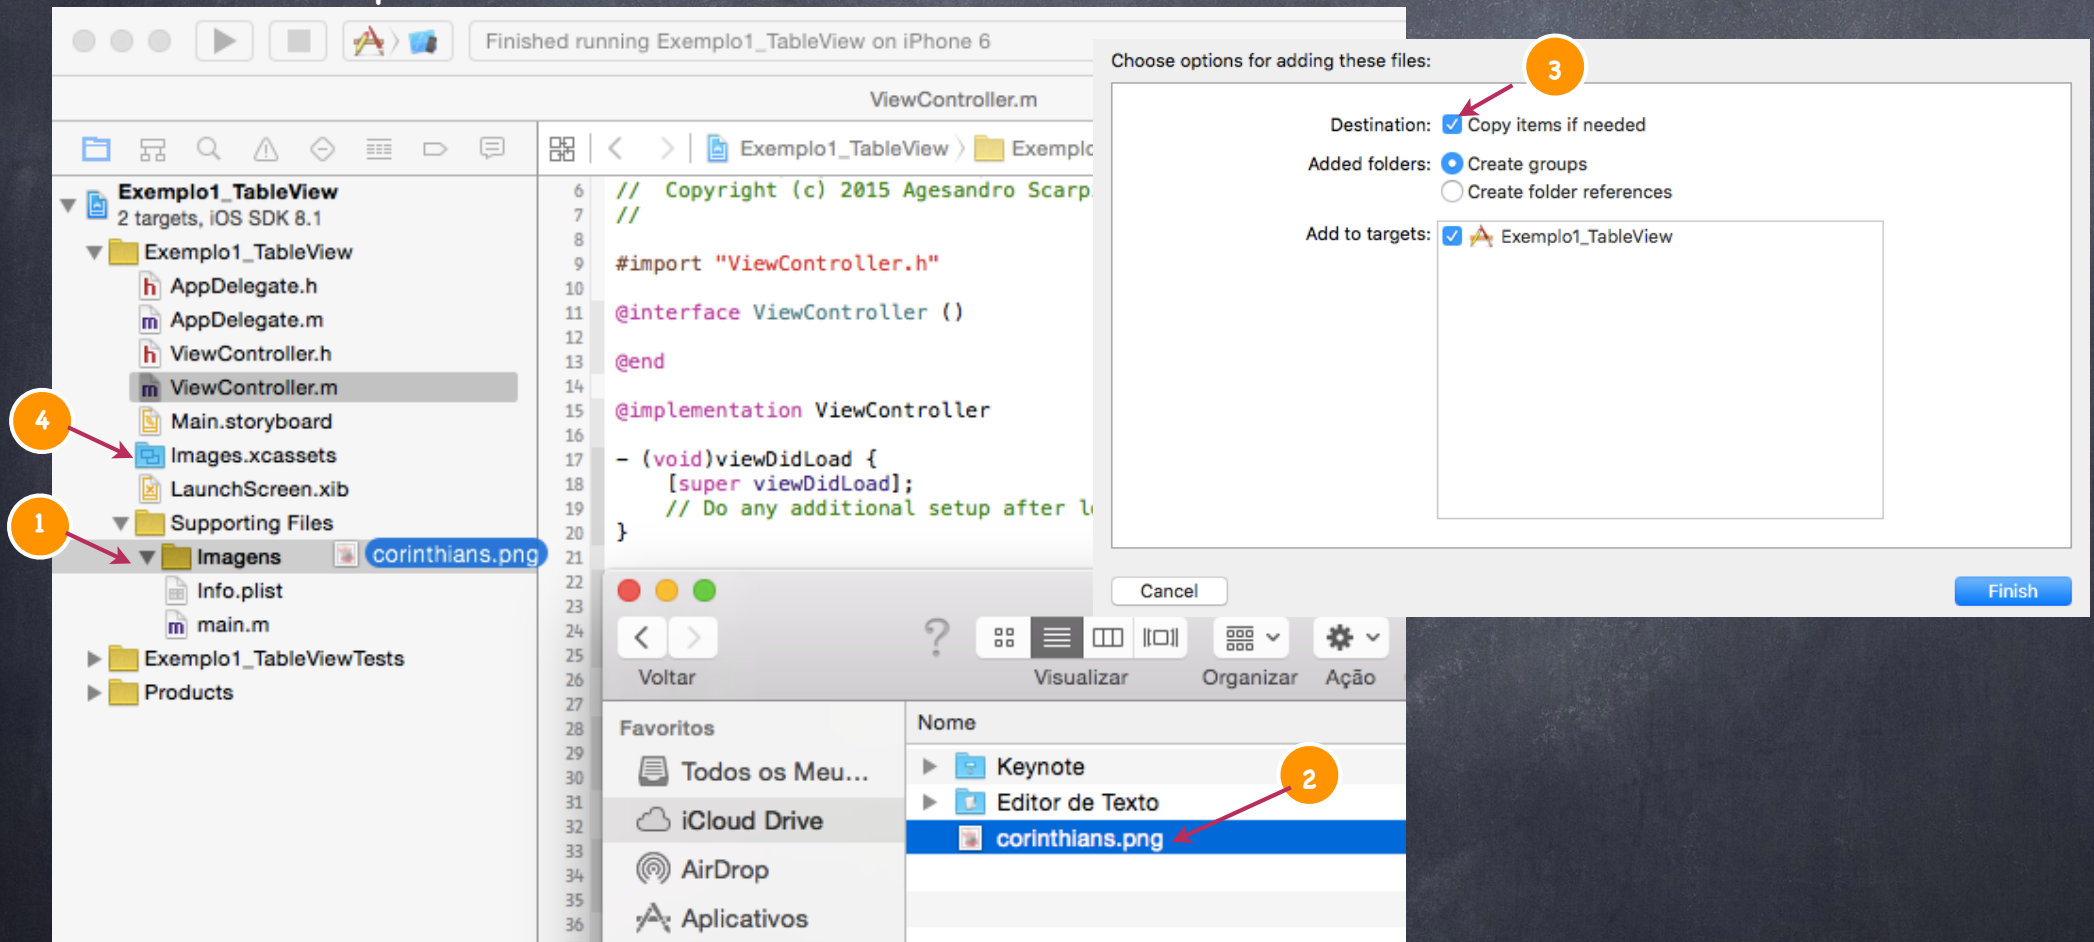 Finished running Exemplo1_TableView on iPhone 6
ViewController.m
Exemplo1_TableView
Exemplo1_TableView
2 targets, iOS SDK 8.1
Exemplo1_TableView
AppDelegate.h
AppDelegate.m
ViewController.h
ViewController.m
Main.storyboard
4
Images.xcassets
LaunchScreen.xib
Supporting Files
1
Imagens
corinthians.png
Info.plist
main.m
Exemplo1_TableViewTests
Products
6 // Copyright (c) 2015 Agesandro
7 //
8
9 #import "ViewController.h"
10
11 @interface ViewController ()
12
13 @end
14
15 @implementation ViewController
16
17 - (void)viewDidLoad {
18 [super viewDidLoad];
19 // Do any additional setup after
20 }
21
22
23
24
25
26
27
28
29
30
31
32
33
34
35
36
Choose options for adding these files:
3
Destination: Copy items if needed
Added folders: Create groups
Create folder references
Add to targets: Exemplo1_TableView
Cancel
Finish
?
Voltar
Visualizar
Organizar
Ação
Favoritos
Todos os Meu...
iCloud Drive
AirDrop
Aplicativos
Nome
Keynote
Editor de Texto
2
corinthians.png